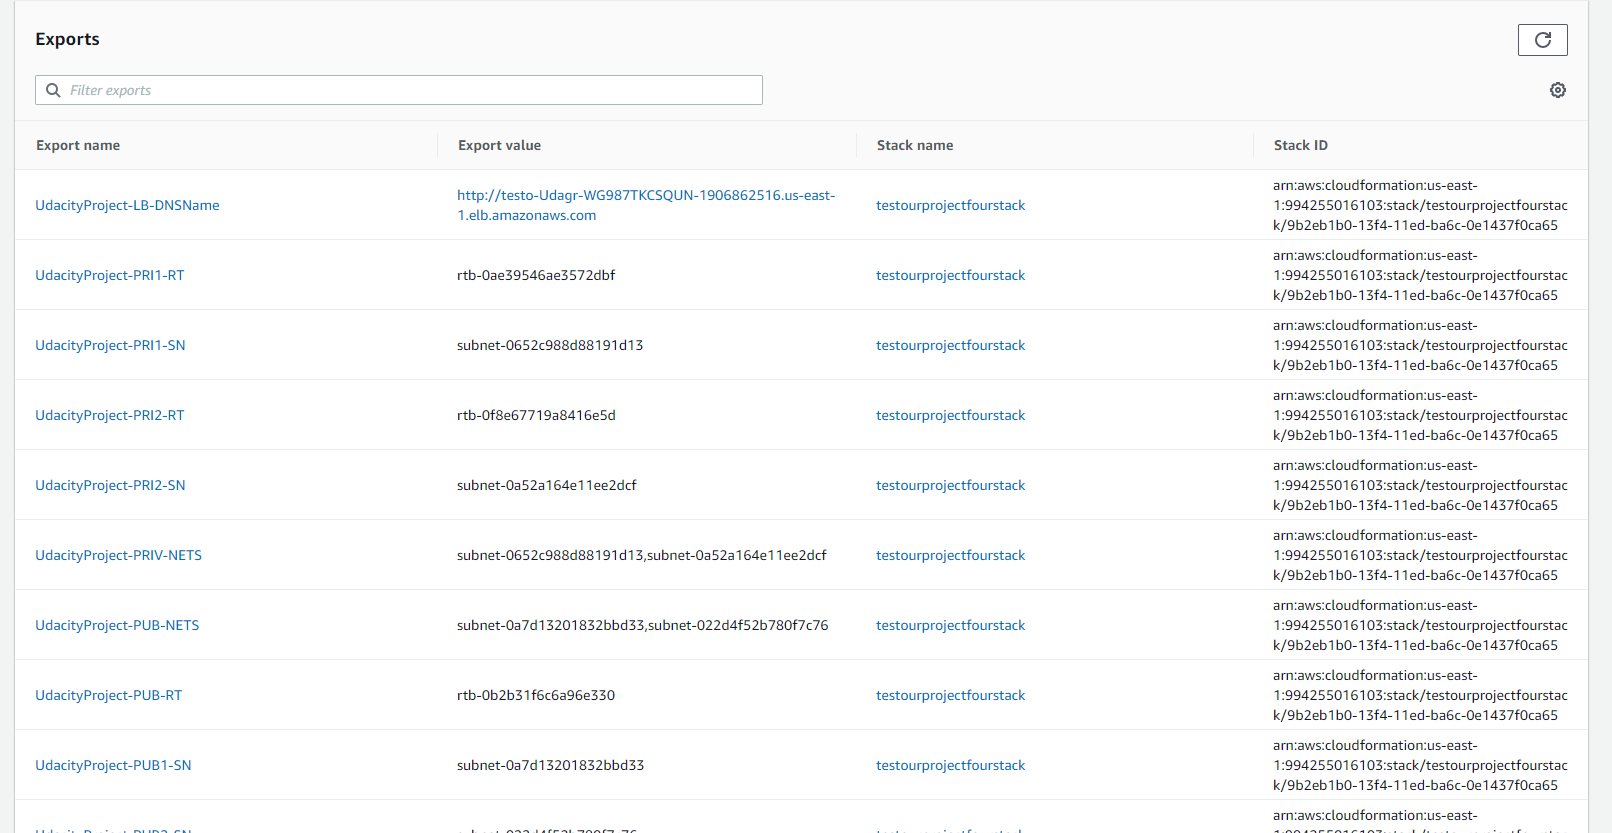 Exports
Filter exports
Export name Export value Stack name Stack ID
UdacityProject-LB-DNSName http://testo-Udagr-WG987TKCSQUN-1906862516.us-east-1.elb.amazonaws.com testourprojectfourstack arn:aws:cloudformation:us-east-1:994255016103:stack/testourprojectfourstack/9b2eb1b0-13f4-11ed-ba6c-0e1437f0ca65
UdacityProject-PRI1-RT rtb-0ae39546ae3572dbf testourprojectfourstack arn:aws:cloudformation:us-east-1:994255016103:stack/testourprojectfourstack/9b2eb1b0-13f4-11ed-ba6c-0e1437f0ca65
UdacityProject-PRI1-SN subnet-0652c988d88191d13 testourprojectfourstack arn:aws:cloudformation:us-east-1:994255016103:stack/testourprojectfourstack/9b2eb1b0-13f4-11ed-ba6c-0e1437f0ca65
UdacityProject-PRI2-RT rtb-0f8e67719a8416e5d testourprojectfourstack arn:aws:cloudformation:us-east-1:994255016103:stack/testourprojectfourstack/9b2eb1b0-13f4-11ed-ba6c-0e1437f0ca65
UdacityProject-PRI2-SN subnet-0a52a164e11ee2dcf testourprojectfourstack arn:aws:cloudformation:us-east-1:994255016103:stack/testourprojectfourstack/9b2eb1b0-13f4-11ed-ba6c-0e1437f0ca65
UdacityProject-PRIV-NETS subnet-0652c988d88191d13,subnet-0a52a164e11ee2dcf testourprojectfourstack arn:aws:cloudformation:us-east-1:994255016103:stack/testourprojectfourstack/9b2eb1b0-13f4-11ed-ba6c-0e1437f0ca65
UdacityProject-PUB-NETS subnet-0a7d13201832bbd33,subnet-022d4f52b780f7c76 testourprojectfourstack arn:aws:cloudformation:us-east-1:994255016103:stack/testourprojectfourstack/9b2eb1b0-13f4-11ed-ba6c-0e1437f0ca65
UdacityProject-PUB-RT rtb-0b2b31f6c6a96e330 testourprojectfourstack arn:aws:cloudformation:us-east-1:994255016103:stack/testourprojectfourstack/9b2eb1b0-13f4-11ed-ba6c-0e1437f0ca65
UdacityProject-PUB1-SN subnet-0a7d13201832bbd33 testourprojectfourstack arn:aws:cloudformation:us-east-1:994255016103:stack/testourprojectfourstack/9b2eb1b0-13f4-11ed-ba6c-0e1437f0ca65
arn:aws:cloudformation:us-east-